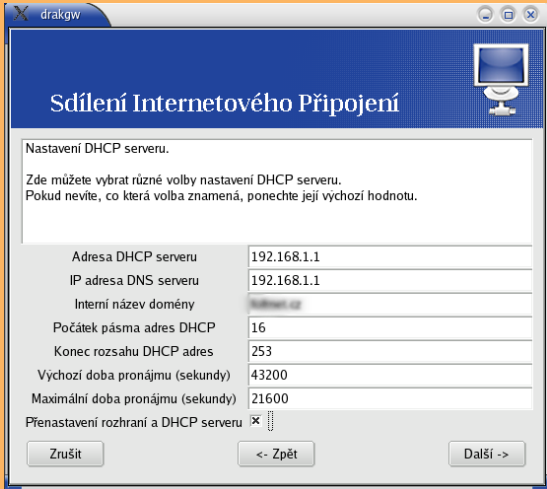 drakgw
Sdílení Internetového Připojení
Nastavení DHCP serveru.
Zde můžete vybrat různé volby nastavení DHCP serveru.
Pokud nevíte, co která volba znamená, ponechte její výchozí hodnotu.
Adresa DHCP serveru 192.168.1.1
IP adresa DNS serveru 192.168.1.1
Interní název domény
Počátek pásma adres DHCP 16
Konec rozsahu DHCP adres 253
Výchozí doba pronájmu (sekundy) 43200
Maximální doba pronájmu (sekundy) 21600
Přenastavení rozhraní a DHCP serveru
Zrušit <- Zpět Další ->